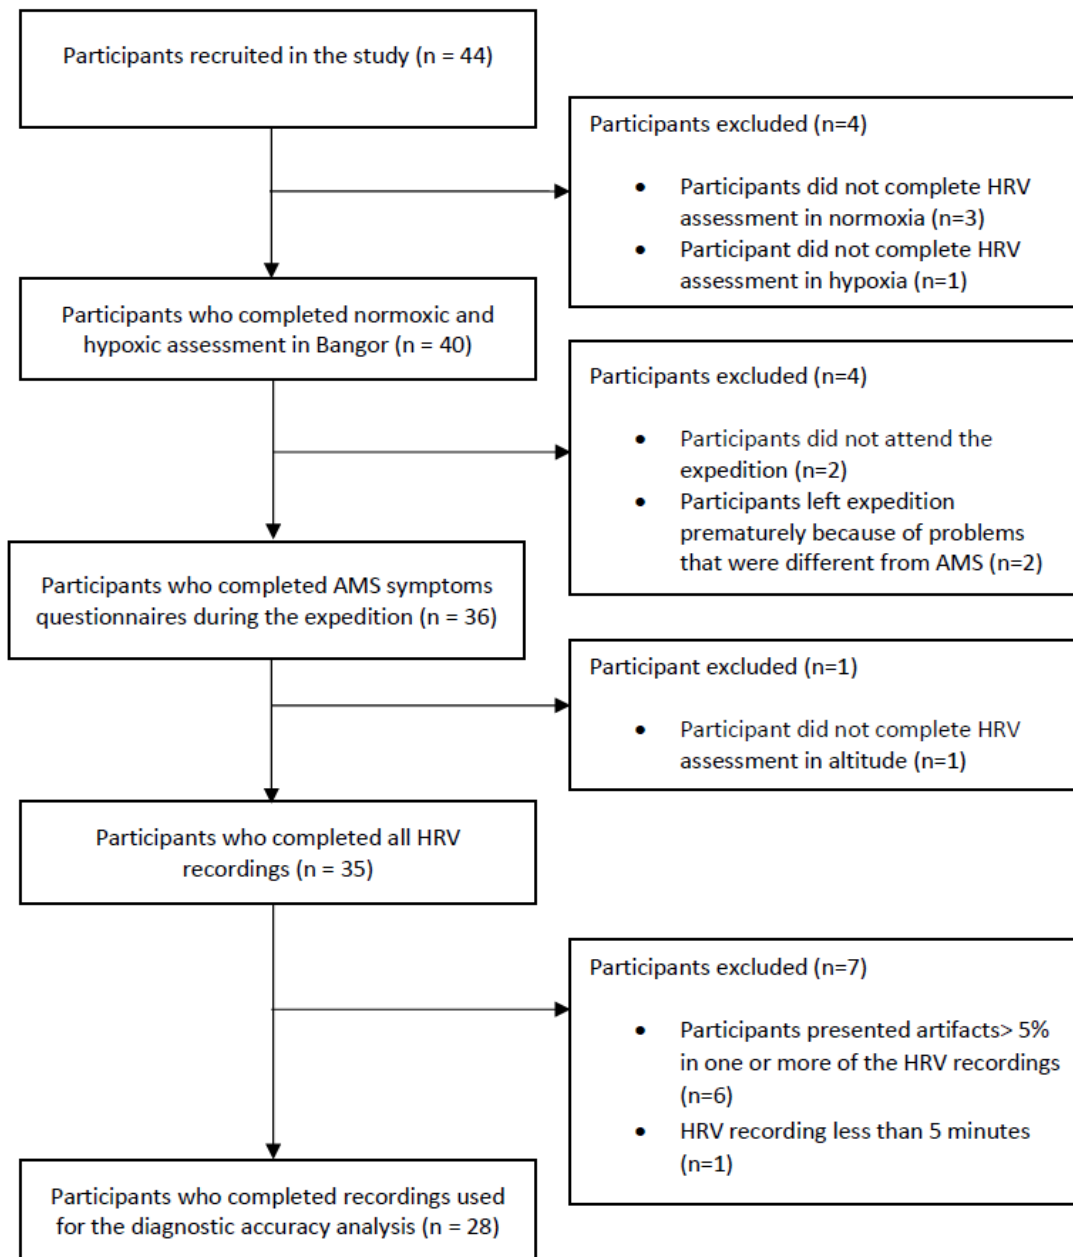 Participants recruited in the study (n = 44)
Participants excluded (n=4)
• Participants did not complete HRV
assessment in normoxia (n=3)
• Participant did not complete HRV
assessment in hypoxia (n=1)
Participants who completed normoxic and
hypoxic assessment in Bangor (n = 40)
Participants excluded (n=4)
• Participants did not attend the
expedition (n=2)
• Participants left expedition
prematurely because of problems
that were different from AMS (n=2)
Participants who completed AMS symptoms
questionnaires during the expedition (n = 36)
Participant excluded (n=1)
• Participant did not complete HRV
assessment in altitude (n=1)
Participants who completed all HRV
recordings (n = 35)
Participants excluded (n=7)
• Participants presented artifacts> 5%
in one or more of the HRV recordings
(n=6)
• HRV recording less than 5 minutes
(n=1)
Participants who completed recordings used
for the diagnostic accuracy analysis (n = 28)